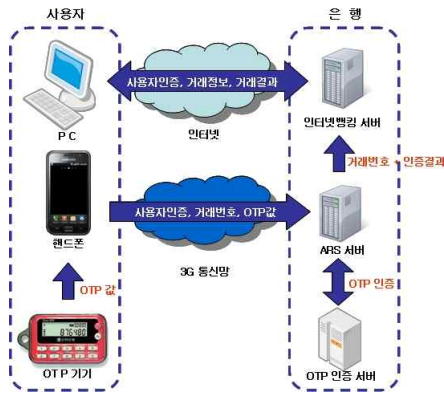 사용자
은 행
사용자인증, 거래정보, 거래결과
P C
인터넷
인터넷뱅킹 서버
거래번호 + 인증결과
사용자인증, 거래번호, OTP값
핸드폰
ARS 서버
3G 통신망
OTP 값
OTP 인증
876480
OT P 기기
OTP 인증 서버